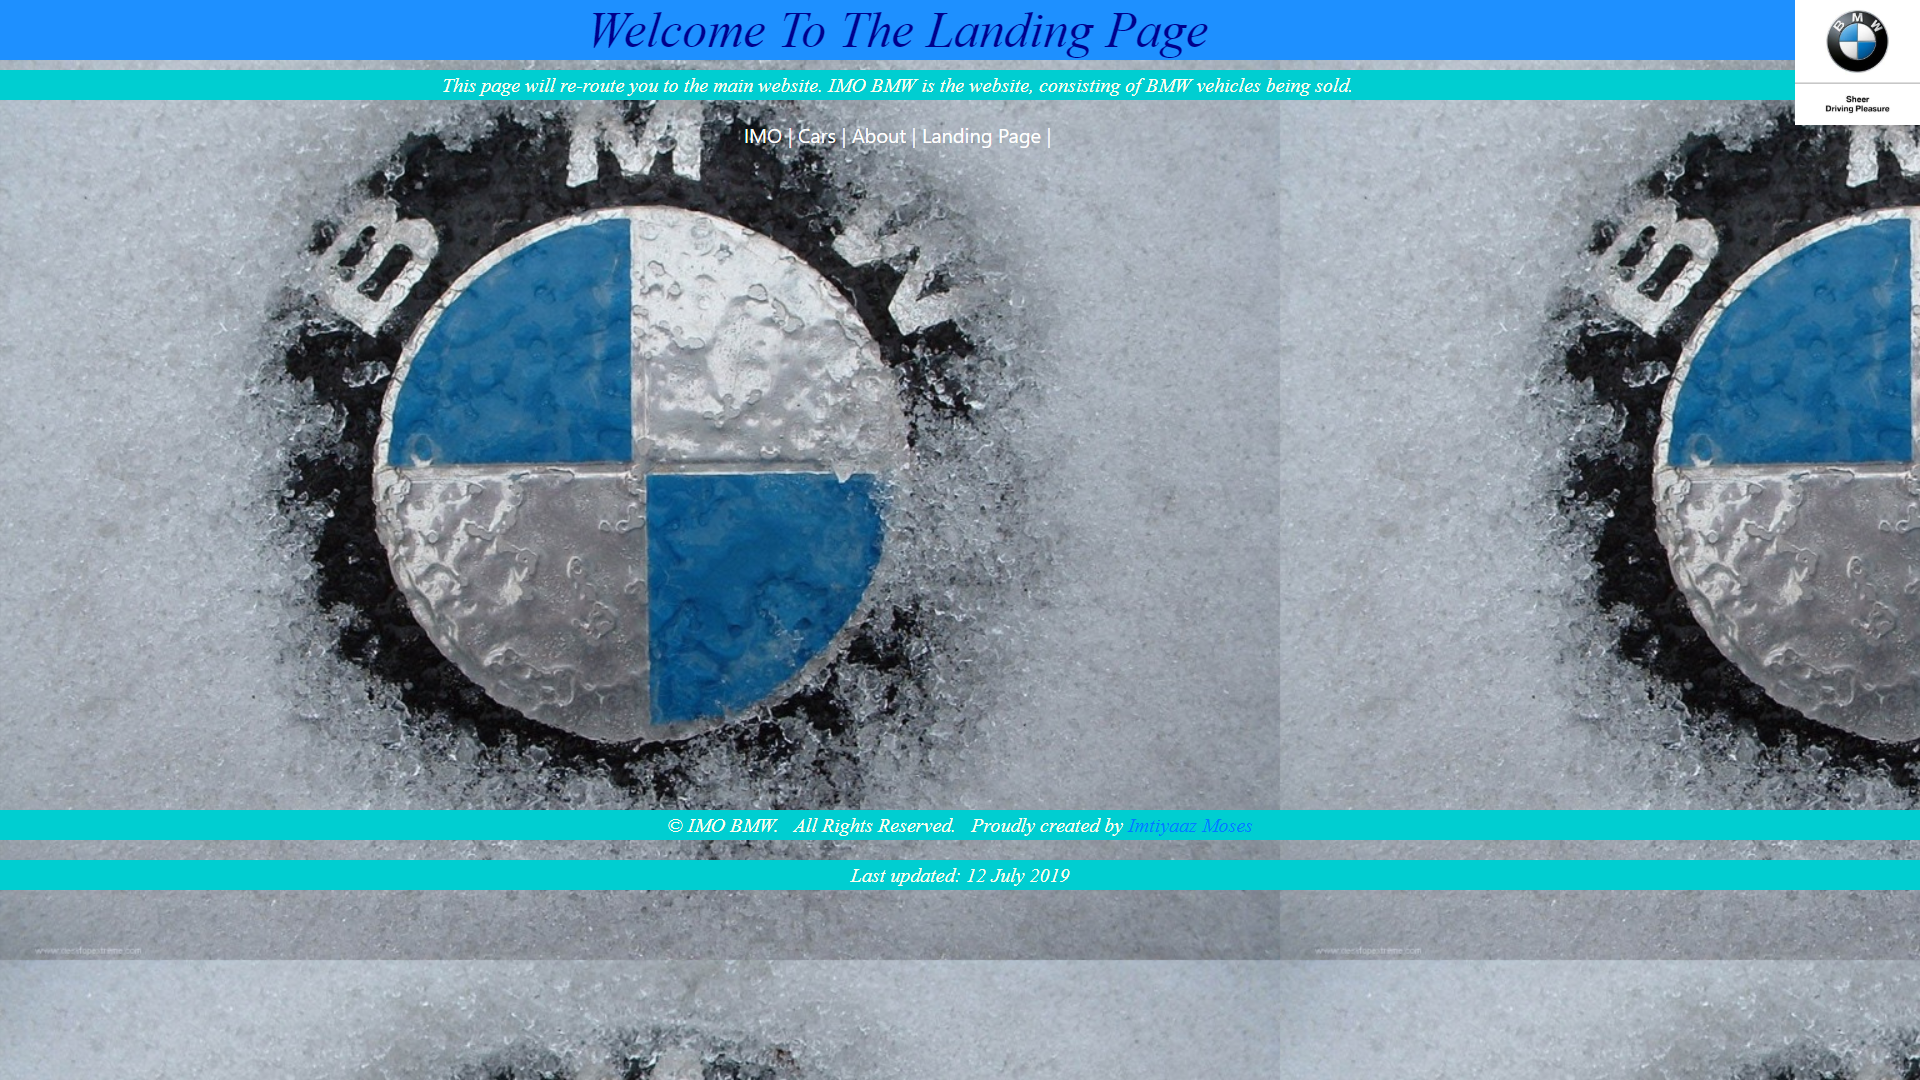 Welcome To The Landing Page
BMW
Sheer
Driving Pleasure
This page will re-route you to the main website. IMO BMW is the website, consisting of BMW vehicles being sold.
IMO | Cars | About | Landing Page |
B M W
B
© IMO BMW. All Rights Reserved. Proudly created by Imtiyaaz Moses
Last updated: 12 July 2019
www.desktopextreme.com www.desktopextreme.com